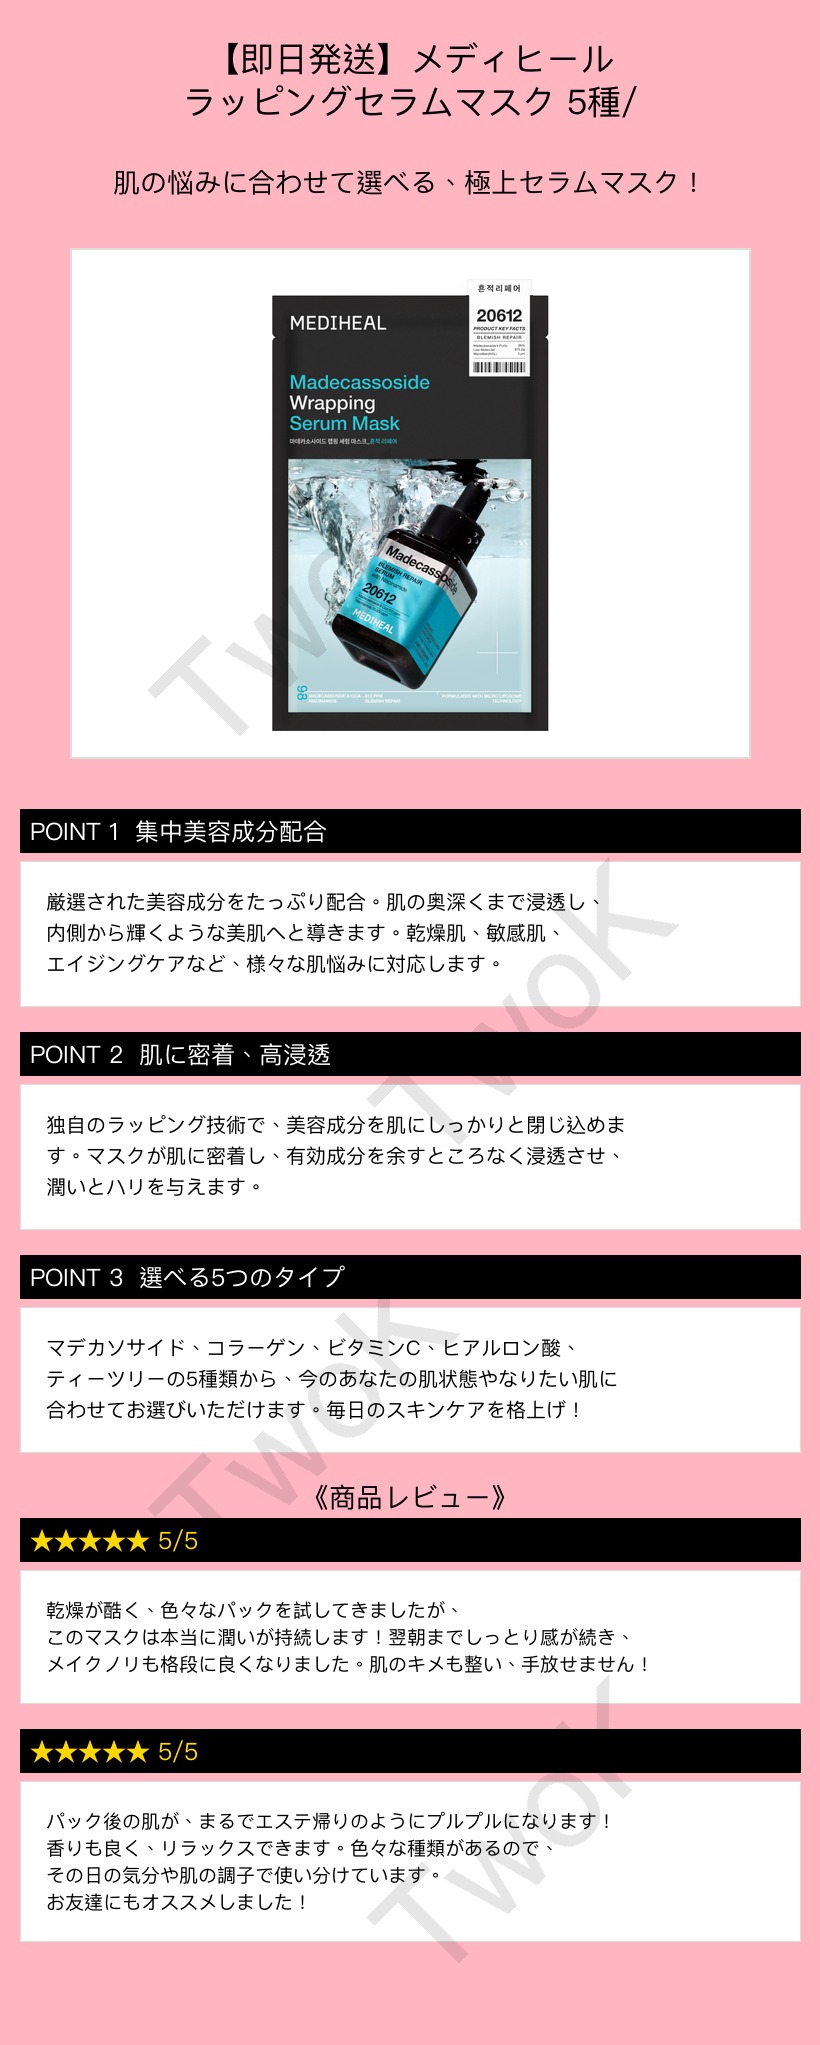 【即日発送】メディヒール
ラッピングセラムマスク 5種/
肌の悩みに合わせて選べる、極上セラムマスク！
흔적리페어
20612
PRODUCT KEY FACTS
BLEMISH REPAIR
MEDIHEAL
Madecassoside
Wrapping
Serum Mask
마데카소사이드 랩핑 세럼 마스크_흔적 리페어
Madecassoside
BLEMISH REPAIR
SERUM
with Niacinamide
20612
MEDIHEAL
98
MADECASSOSIDE & CICA – 612 PPM
NIACINAMIDE
BLEMISH REPAIR
FORMULATED WITH MICRO LIPOSOME
TECHNOLOGY
TwoK
POINT 1 集中美容成分配合
厳選された美容成分をたっぷり配合。肌の奥深くまで浸透し、
内側から輝くような美肌へと導きます。乾燥肌、敏感肌、
エイジングケアなど、様々な肌悩みに対応します。
TwoK
POINT 2 肌に密着、高浸透
独自のラッピング技術で、美容成分を肌にしっかりと閉じ込めま
す。マスクが肌に密着し、有効成分を余すところなく浸透させ、
潤いとハリを与えます。
POINT 3 選べる5つのタイプ
マデカソサイド、コラーゲン、ビタミンC、ヒアルロン酸、
ティーツリーの5種類から、今のあなたの肌状態やなりたい肌に
合わせてお選びいただけます。毎日のスキンケアを格上げ！
TwoK
《商品レビュー》
★★★★★ 5/5
乾燥が酷く、色々なパックを試してきましたが、
このマスクは本当に潤いが持続します！翌朝までしっとり感が続き、
メイクノリも格段に良くなりました。肌のキメも整い、手放せません！
★★★★★ 5/5
パック後の肌が、まるでエステ帰りのようにプルプルになります！
香りも良く、リラックスできます。色々な種類があるので、
その日の気分や肌の調子で使い分けています。
お友達にもオススメしました！
TwoK